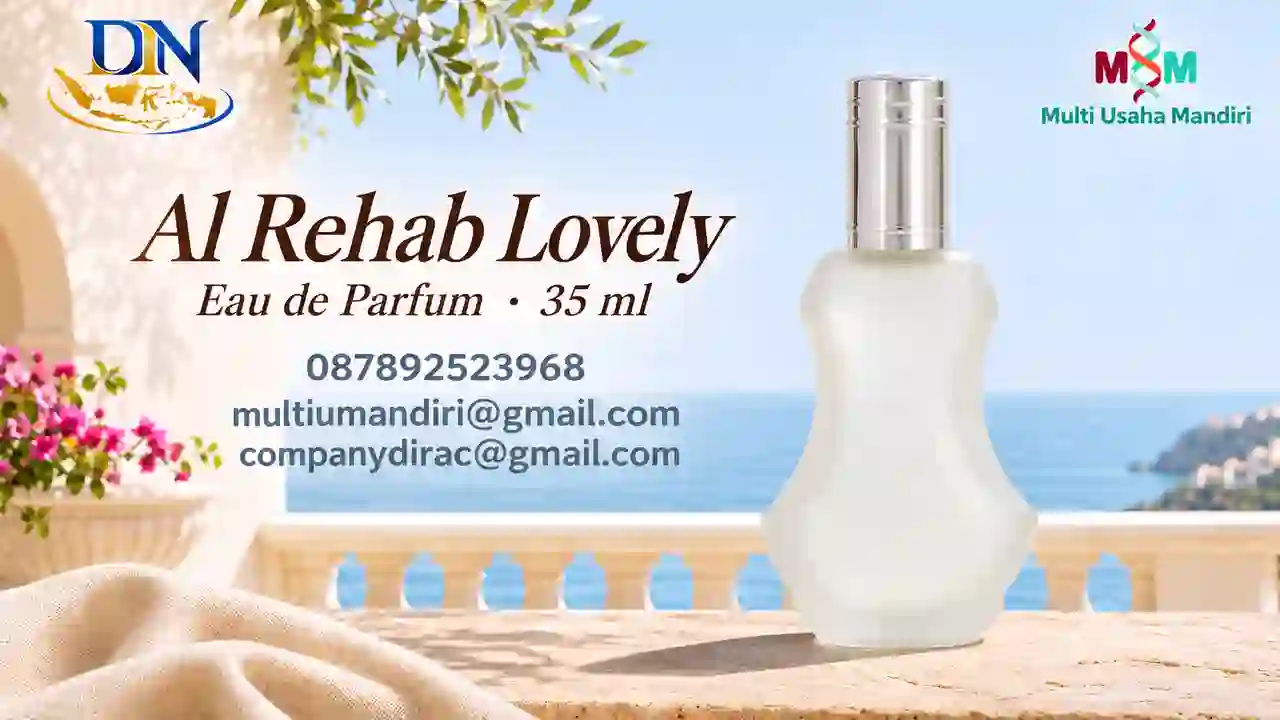 DN
MSM
Multi Usaha Mandiri
Al Rehab Lovely
Eau de Parfum • 35 ml
087892523968
multiumandiri@gmail.com
companydirac@gmail.com